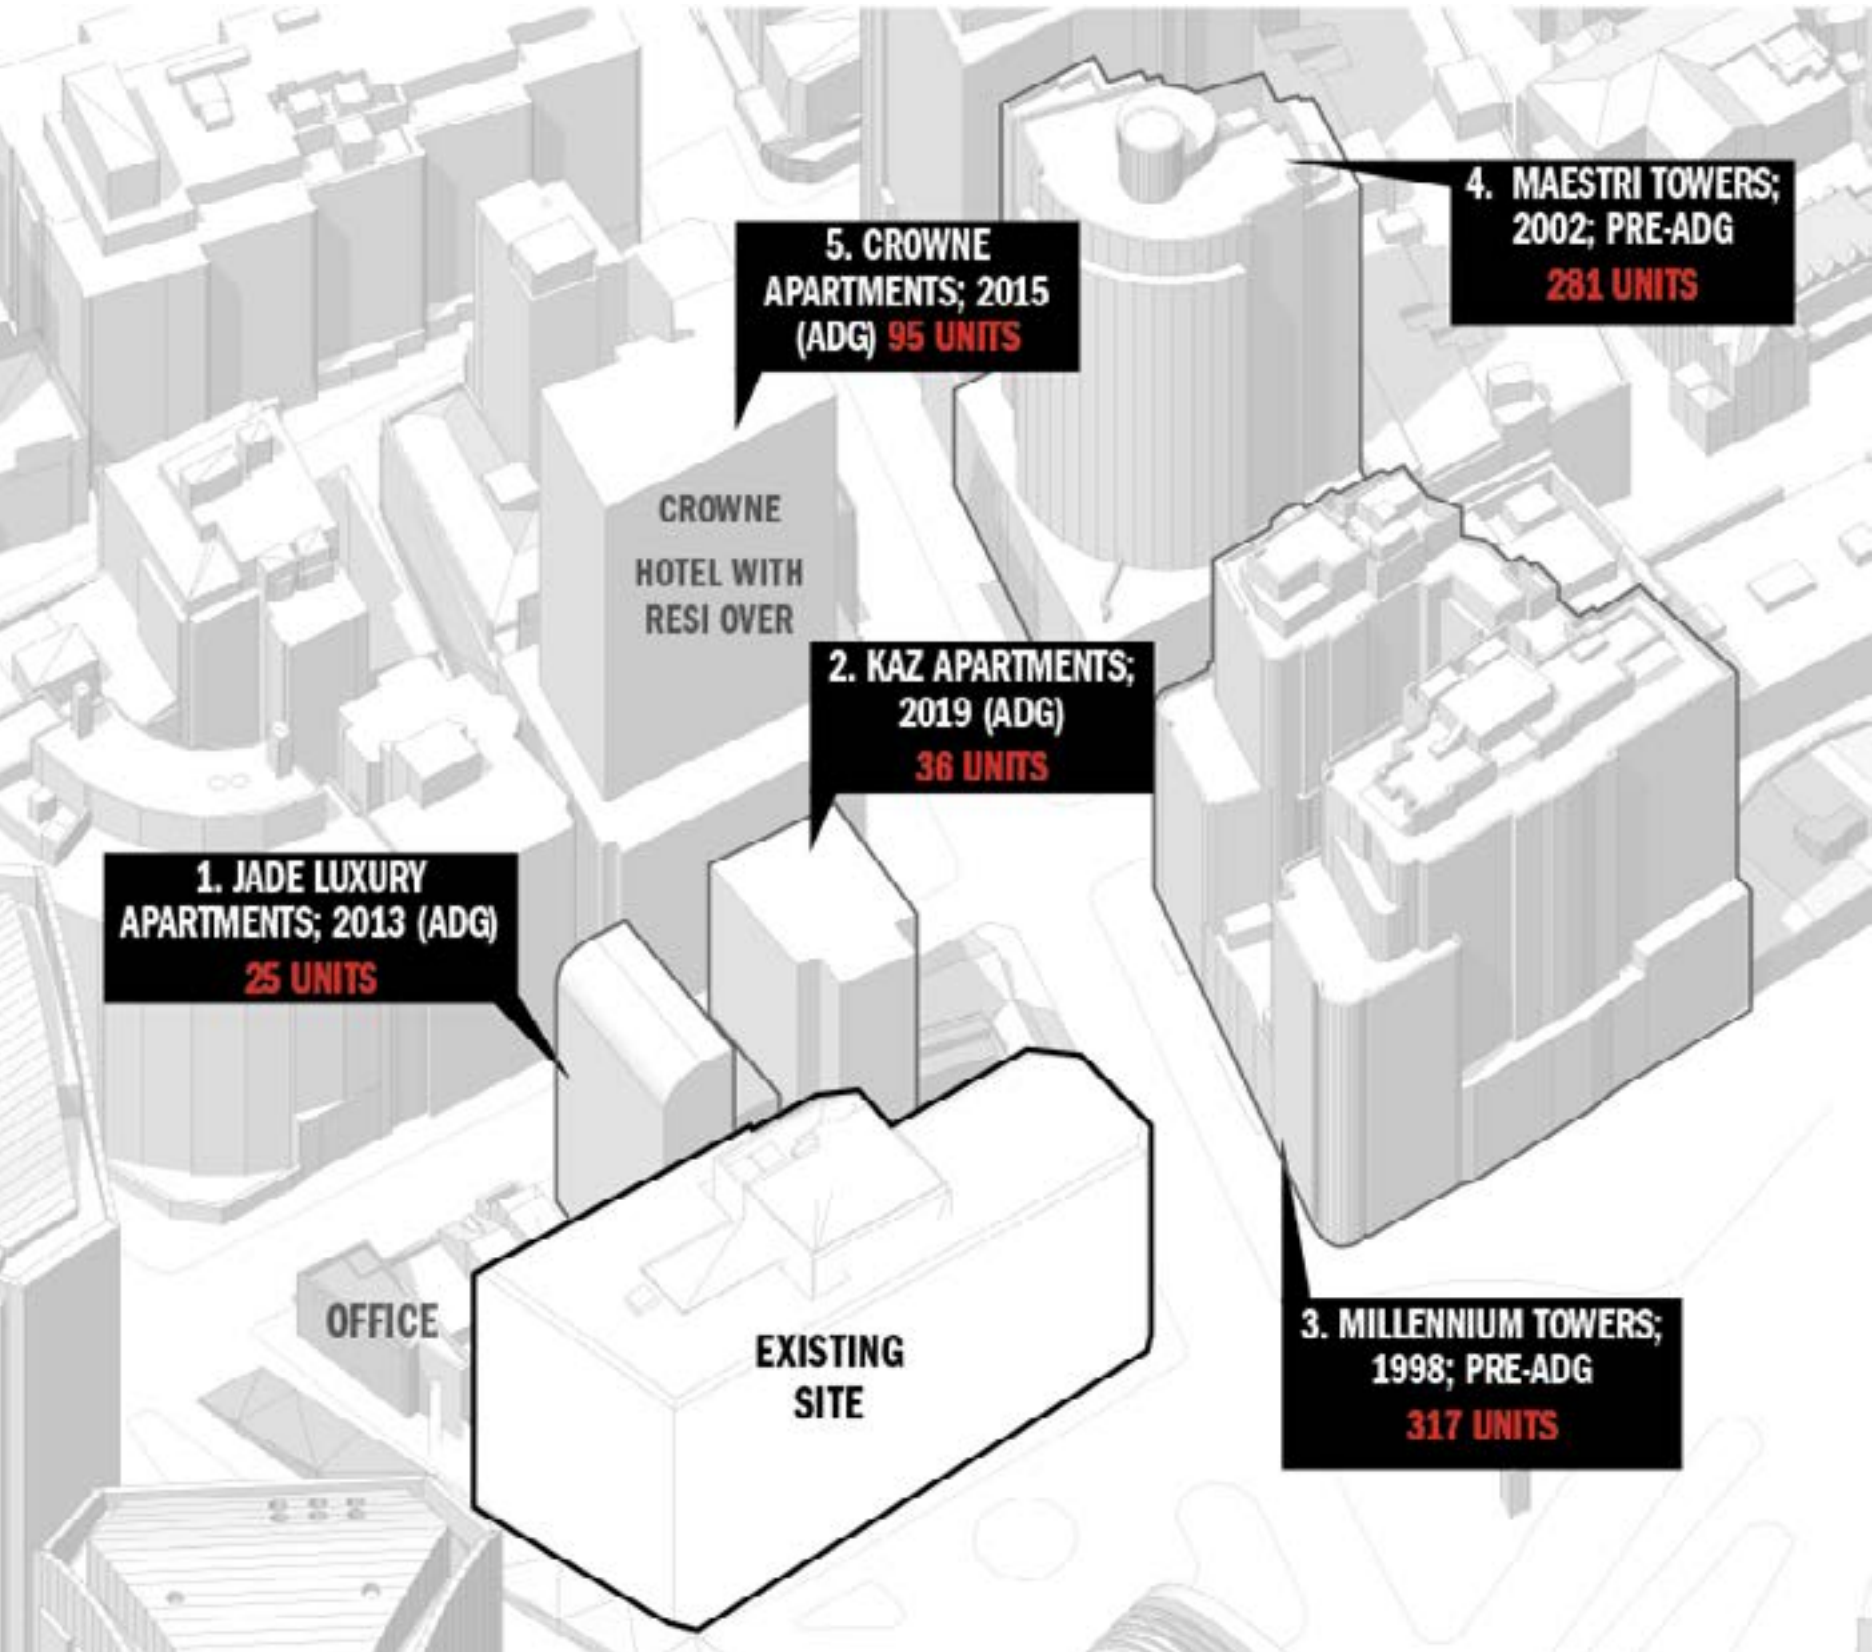 4. MAESTRI TOWERS;
2002; PRE-ADG
281 UNITS
5. CROWNE
APARTMENTS; 2015
(ADG) 95 UNITS
CROWNE
HOTEL WITH
RESI OVER
2. KAZ APARTMENTS;
2019 (ADG)
36 UNITS
1. JADE LUXURY
APARTMENTS; 2013 (ADG)
25 UNITS
OFFICE
EXISTING
SITE
3. MILLENNIUM TOWERS;
1998; PRE-ADG
317 UNITS